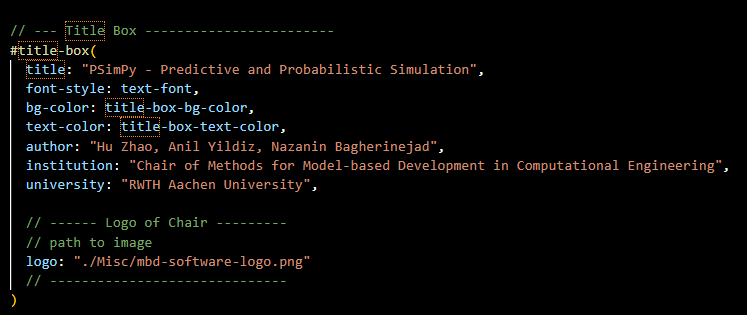 // --- Title Box ------------------------
#title-box(
title: "PSimPy - Predictive and Probabilistic Simulation",
font-style: text-font,
bg-color: title-box-bg-color,
text-color: title-box-text-color,
author: "Hu Zhao, Anil Yildiz, Nazanin Bagherinejad",
institution: "Chair of Methods for Model-based Development in Computational Engineering",
university: "RWTH Aachen University",
// ------ Logo of Chair ---------
// path to image
logo: "./Misc/mbd-software-logo.png"
// ------------------------------
)